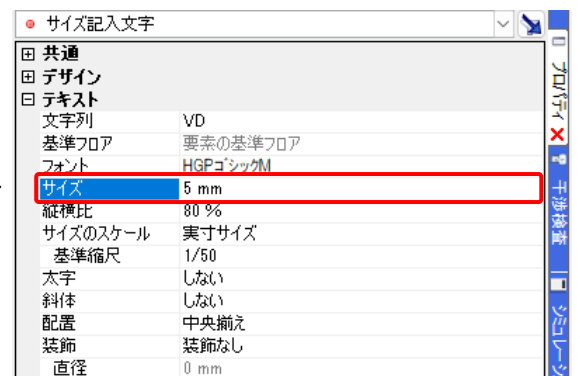 サイズ記入文字
共通
デザイン
テキスト
文字列 VD
基準フロア 要素の基準フロア
フォント HGPゴシックM
サイズ 5 mm
縦横比 80 %
サイズのスケール 実寸サイズ
基準縮尺 1/50
太字 しない
斜体 しない
配置 中央揃え
装飾 装飾なし
直径 0 mm
プロパティ
干渉検査
シミュレーシ